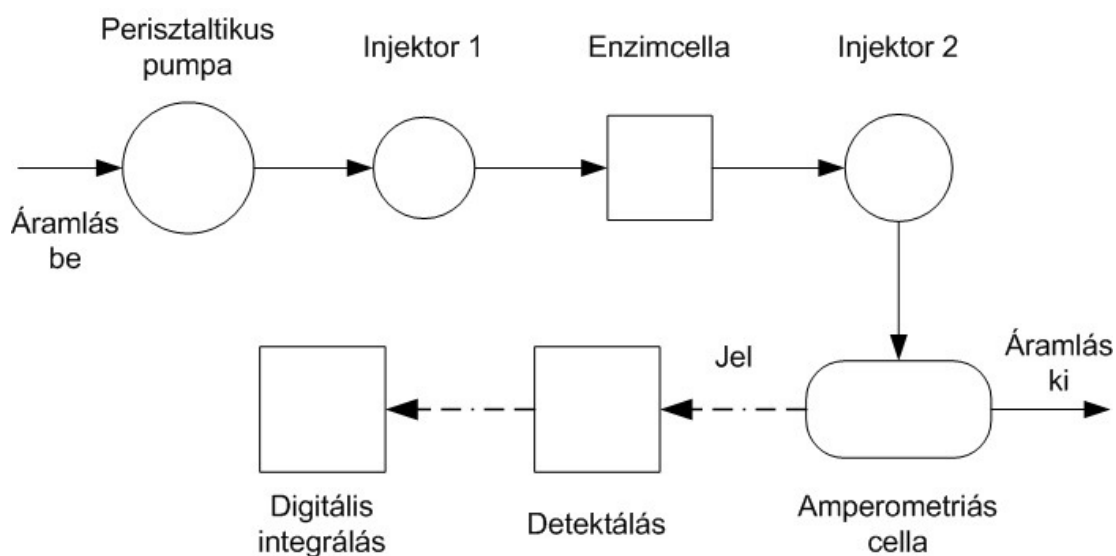 Perisztaltikus
pumpa
Injektor 1
Enzimcella
Injektor 2
Áramlás
be
Jel
Áramlás
ki
Digitális
integrálás
Detektálás
Amperometriás
cella